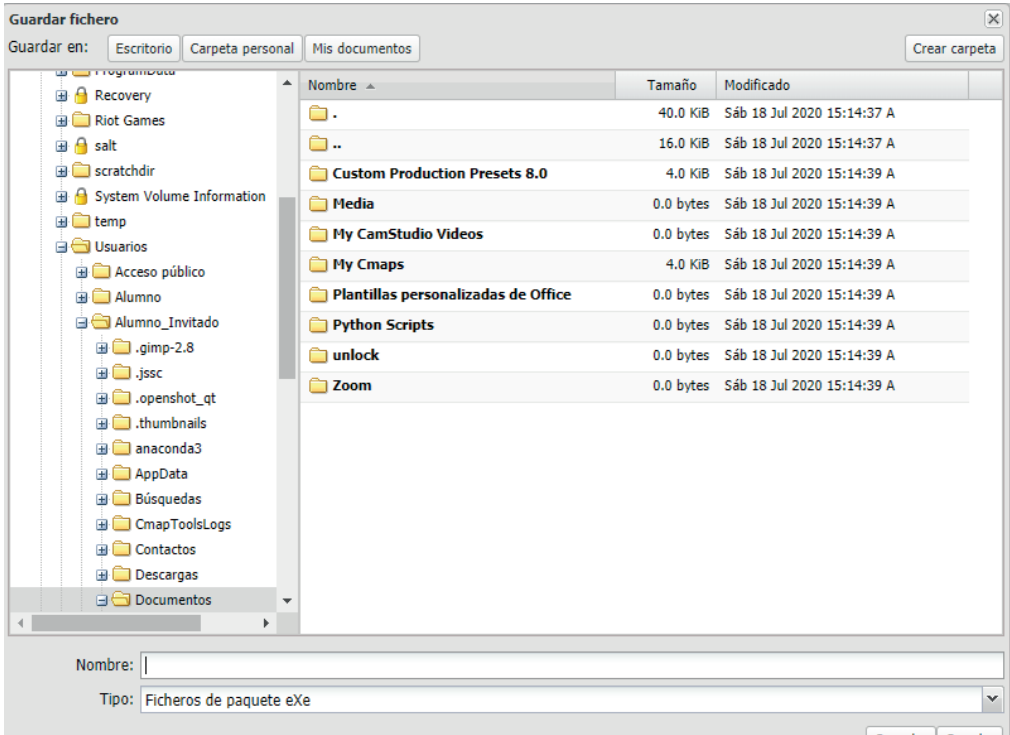 Guardar fichero
Guardar en: Escritorio Carpeta personal Mis documentos Crear carpeta
ProgramData
Recovery
Riot Games
salt
scratchdir
System Volume Information
temp
Usuarios
Acceso público
Alumno
Alumno_Invitado
.gimp-2.8
.jssc
.openshot_qt
.thumbnails
anaconda3
AppData
Búsquedas
CmapToolsLogs
Contactos
Descargas
Documentos
Nombre Tamaño Modificado
. 40.0 KiB Sáb 18 Jul 2020 15:14:37 A
.. 16.0 KiB Sáb 18 Jul 2020 15:14:37 A
Custom Production Presets 8.0 4.0 KiB Sáb 18 Jul 2020 15:14:39 A
Media 0.0 bytes Sáb 18 Jul 2020 15:14:39 A
My CamStudio Videos 0.0 bytes Sáb 18 Jul 2020 15:14:39 A
My Cmaps 4.0 KiB Sáb 18 Jul 2020 15:14:39 A
Plantillas personalizadas de Office 0.0 bytes Sáb 18 Jul 2020 15:14:39 A
Python Scripts 0.0 bytes Sáb 18 Jul 2020 15:14:39 A
unlock 0.0 bytes Sáb 18 Jul 2020 15:14:39 A
Zoom 0.0 bytes Sáb 18 Jul 2020 15:14:39 A
Nombre:
Tipo: Ficheros de paquete eXe